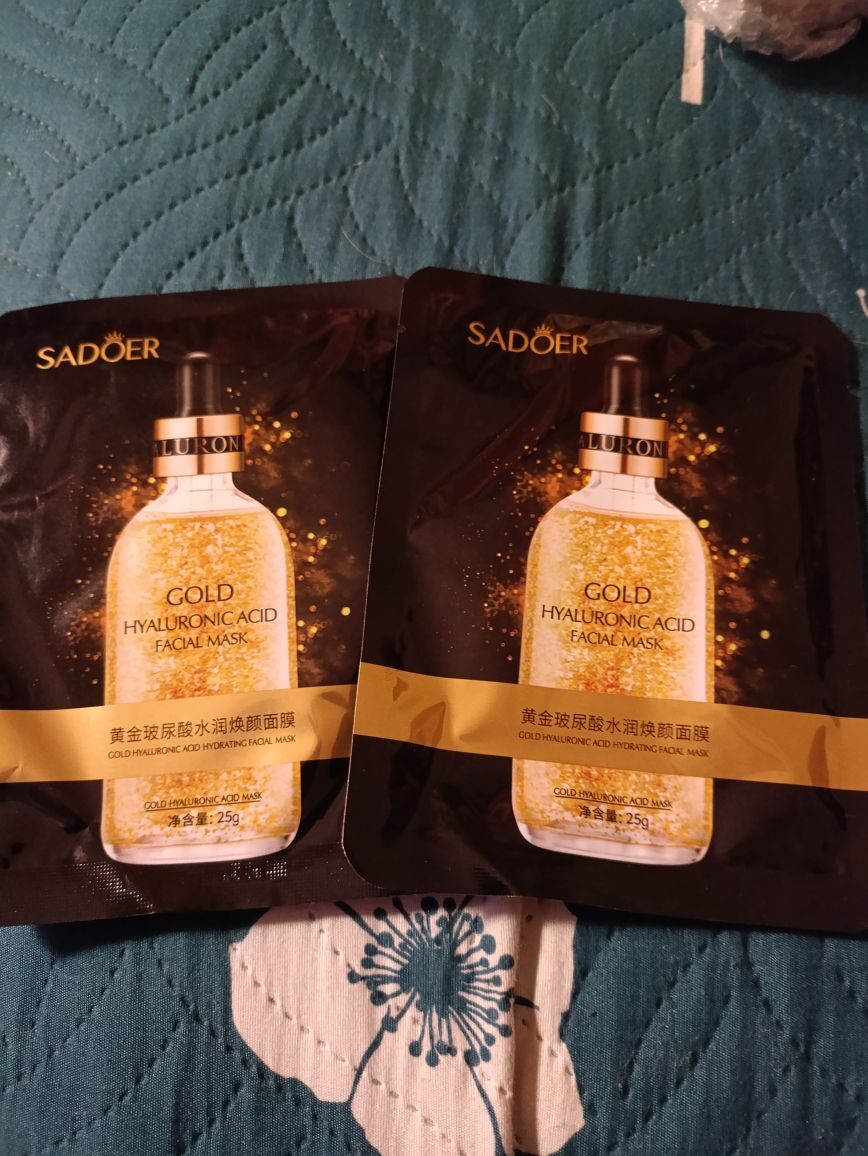 SADOER
ALURON
GOLD
HYALURONIC ACID
FACIAL MASK
黄金玻尿酸水润焕颜面膜
GOLD HYALURONIC ACID HYDRATING FACIAL MASK
GOLD HYALURONIC ACID MASK
净含量: 25g
SADOER
ALURON
GOLD
HYALURONIC ACID
FACIAL MASK
黄金玻尿酸水润焕颜面膜
GOLD HYALURONIC ACID HYDRATING FACIAL MASK
GOLD HYALURONIC ACID MASK
净含量: 25g